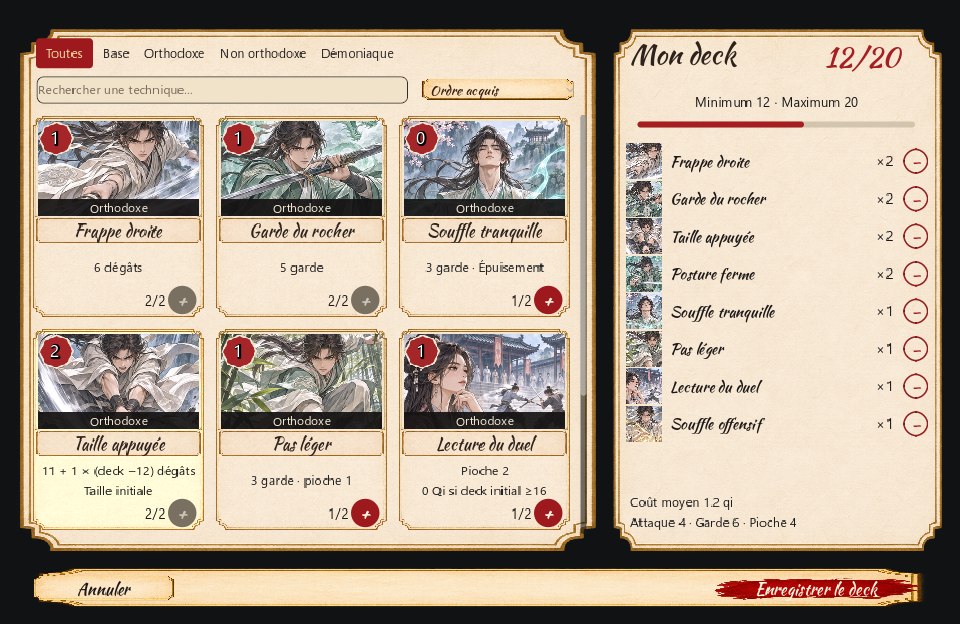 Toutes Base Orthodoxe Non orthodoxe Démoniaque
Rechercher une technique...
Ordre acquis
1
Orthodoxe
Frappe droite
6 dégâts
2/2 +
1
Orthodoxe
Garde du rocher
5 garde
2/2 +
0
Orthodoxe
Souffle tranquille
3 garde · Épuisement
1/2 +
2
Orthodoxe
Taille appuyée
11 + 1 × (deck −12) dégâts
Taille initiale
2/2 +
1
Orthodoxe
Pas léger
3 garde · pioche 1
1/2 +
1
Orthodoxe
Lecture du duel
Pioche 2
0 Qi si deck initial ≥16
1/2 +
Mon deck 12/20
Minimum 12 · Maximum 20
Frappe droite ×2 −
Garde du rocher ×2 −
Taille appuyée ×2 −
Posture ferme ×2 −
Souffle tranquille ×1 −
Pas léger ×1 −
Lecture du duel ×1 −
Souffle offensif ×1 −
Coût moyen 1.2 qi
Attaque 4 · Garde 6 · Pioche 4
Annuler
Enregistrer le deck